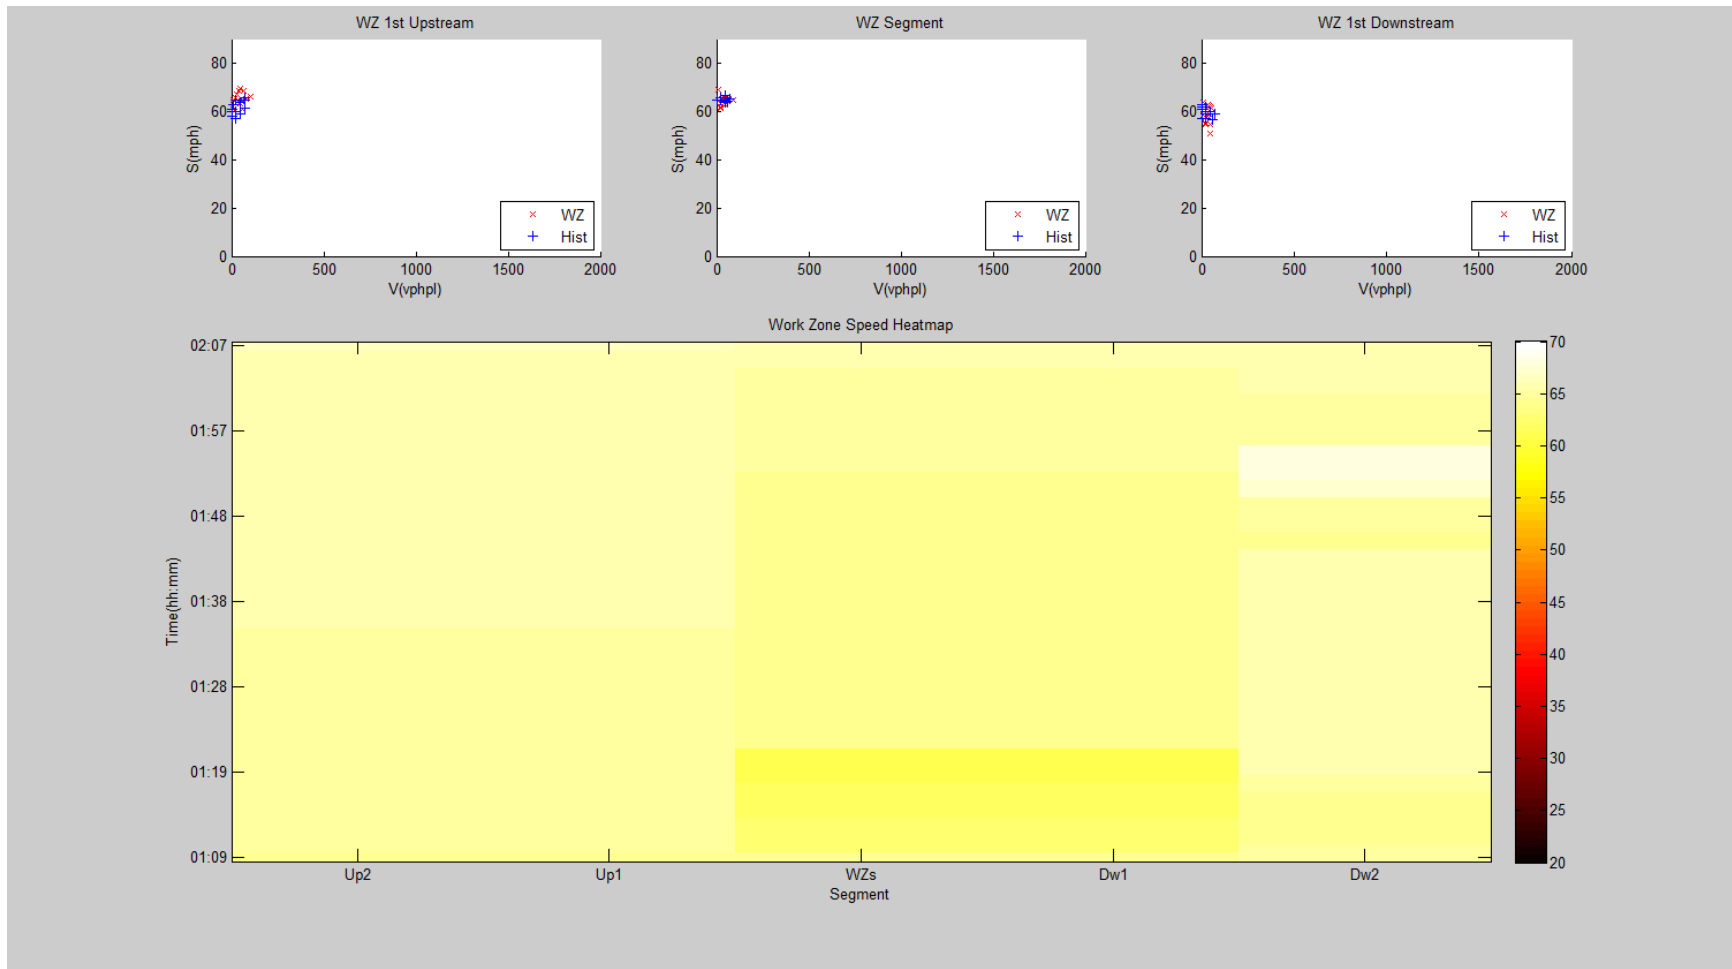 WZ 1st Upstream
80
60
40
20
0
S(mph)
0 500 1000 1500 2000
V(vphpl)
WZ
Hist
WZ Segment
80
60
40
20
0
S(mph)
0 500 1000 1500 2000
V(vphpl)
WZ
Hist
WZ 1st Downstream
80
60
40
20
0
S(mph)
0 500 1000 1500 2000
V(vphpl)
WZ
Hist
Work Zone Speed Heatmap
02:07
01:57
01:48
01:38
01:28
01:19
01:09
Time(hh:mm)
Up2 Up1 WZs Dw1 Dw2
Segment
70
65
60
55
50
45
40
35
30
25
20